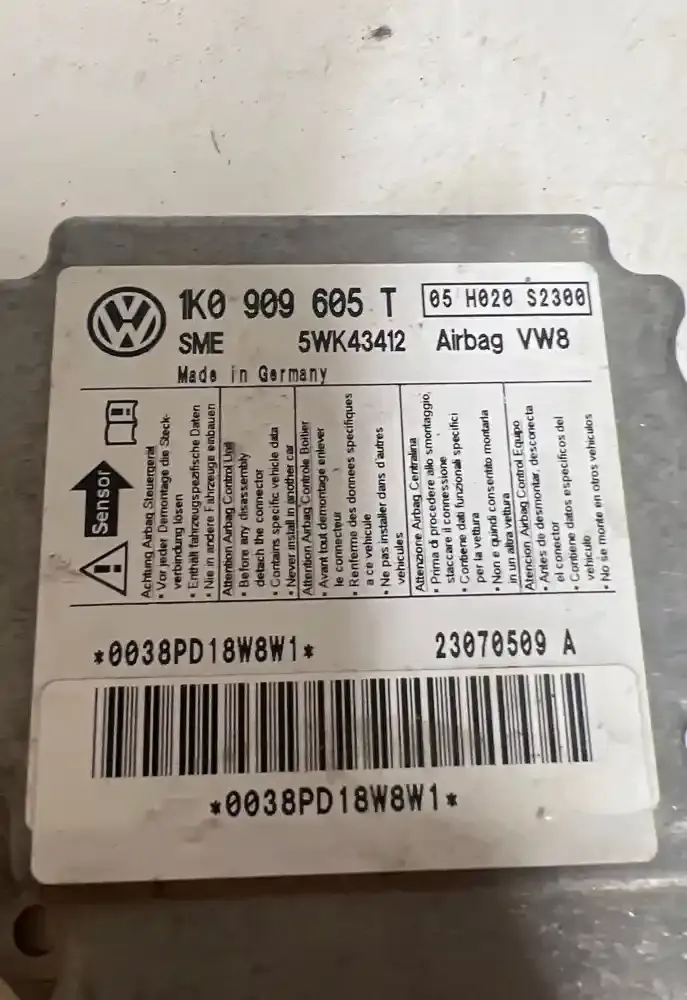 1K0 909 605 T
05 H020 S2300
SME 5WK43412 Airbag VW8
Made in Germany
Sensor
Achtung Airbag Steuergerät
• Vor jeder Demontage die Steck-
verbindung lösen
• Enthält fahrzeugspezifische Daten
• Nie in andere Fahrzeuge einbauen
Attention Airbag Control Unit
• Before any disassembly
detach the connector
• Contains specific vehicle data
• Never install in another car
Attention Airbag Controle Boitier
• Avant tout demontage enlever
le connecteur
• Renferme des donnees specifiques
a ce vehicule
• Ne pas installer dans d'autres
vehicules
Attenzione Airbag Centralina
• Prima di procedere allo smortaggio,
staccare il connessione
• Contiene dati funzionali specifici
per la vettura
• Non e quindi consentito montarla
in un altra vettura
Atencion Airbag Control Equipo
• Antes de desmontar, desconecta
el conector
• Contiene datos especificos del
vehiculo
• No se monte en otros vehiculos
*0038PD18W8W1*
23070509 A
*0038PD18W8W1*